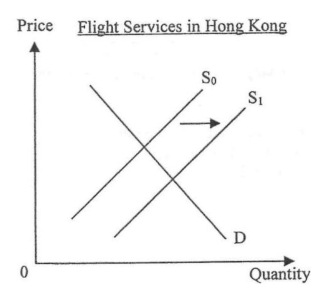 Price Flight Services in Hong Kong
S₀
S₁
D
0
Quantity